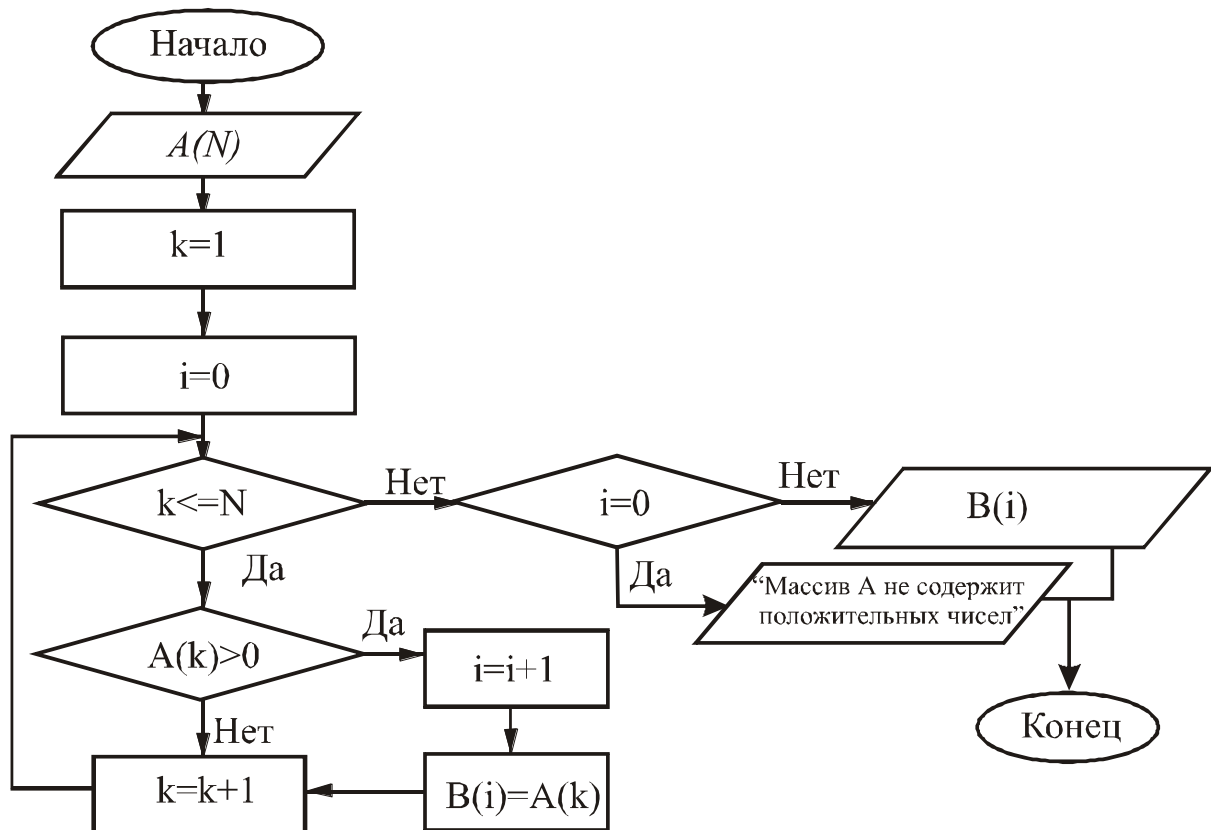 Начало
A(N)
k=1
i=0
k<=N
Нет
i=0
Нет
B(i)
Да
Да
“Массив А не содержит
положительных чисел”
A(k)>0
Да
i=i+1
Нет
Конец
k=k+1
B(i)=A(k)